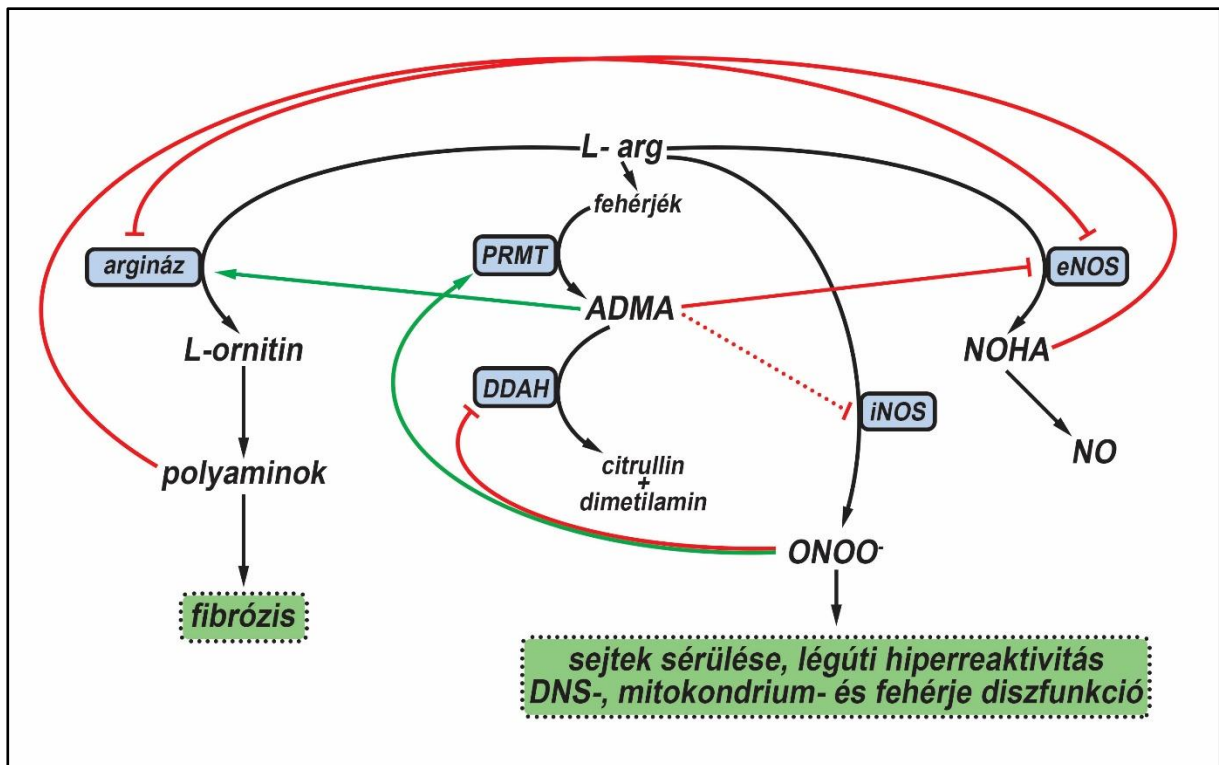 L- arg
fehérjék
argináz
PRMT
eNOS
ADMA
L-ornitin
NOHA
DDAH
iNOS
polyaminok
citrullin
+
dimetilamin
NO
ONOO-
fibrózis
sejtek sérülése, légúti hiperreaktivitás
DNS-, mitokondrium- és fehérje diszfunkció